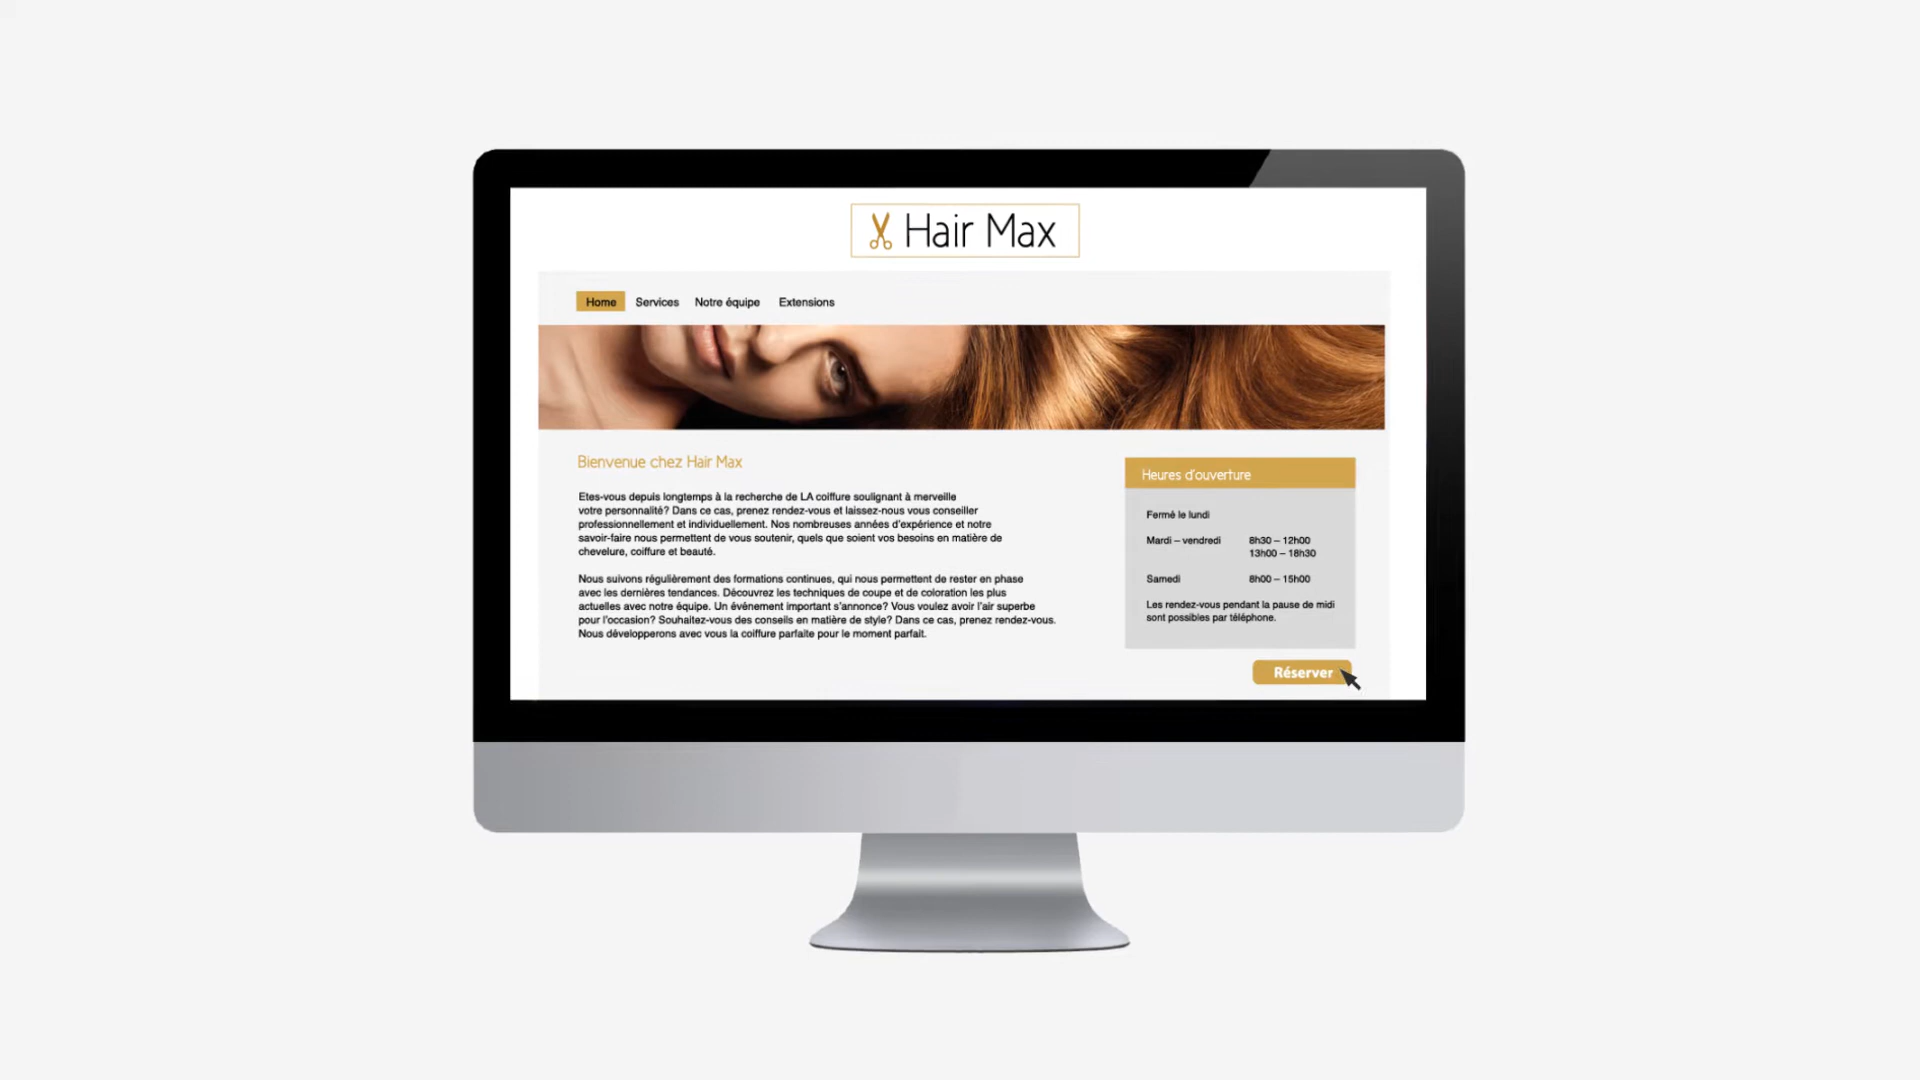 Hair Max
Home Services Notre équipe Extensions
Bienvenue chez Hair Max
Etes-vous depuis longtemps à la recherche de LA coiffure soulignant à merveille
votre personnalité? Dans ce cas, prenez rendez-vous et laissez-nous vous conseiller
professionnellement et individuellement. Nos nombreuses années d'expérience et notre
savoir-faire nous permettent de vous soutenir, quels que soient vos besoins en matière de
chevelure, coiffure et beauté.
Nous suivons régulièrement des formations continues, qui nous permettent de rester en phase
avec les dernières tendances. Découvrez les techniques de coupe et de coloration les plus
actuelles avec notre équipe. Un événement important s'annonce? Vous voulez avoir l'air superbe
pour l'occasion? Souhaitez-vous des conseils en matière de style? Dans ce cas, prenez rendez-vous.
Nous développerons avec vous la coiffure parfaite pour le moment parfait.
Heures d'ouverture
Fermé le lundi
Mardi – vendredi 8h30 – 12h00
13h00 – 18h30
Samedi 8h00 – 15h00
Les rendez-vous pendant la pause de midi
sont possibles par téléphone.
Réserver